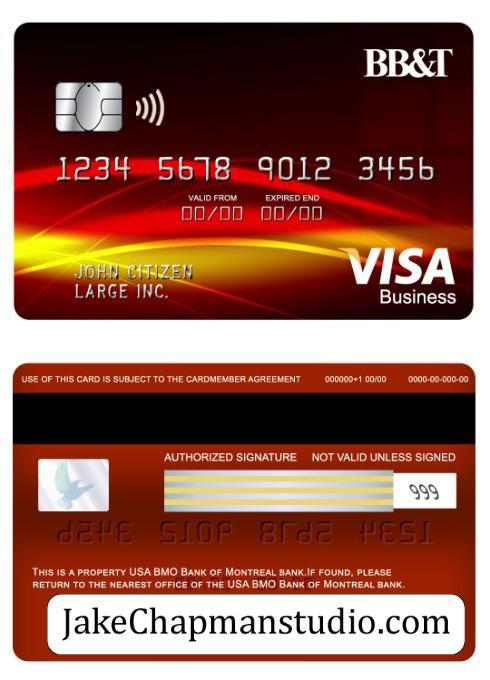 BB&T
1234 5678 9012 3456
VALID FROM EXPIRED END
00/00 00/00
JOHN CITIZEN
LARGE INC.
VISA
Business
USE OF THIS CARD IS SUBJECT TO THE CARDMEMBER AGREEMENT 000000+1 00/00 0000-00-000-00
AUTHORIZED SIGNATURE NOT VALID UNLESS SIGNED
999
THIS IS A PROPERTY USA BMO BANK OF MONTREAL BANK.IF FOUND, PLEASE
RETURN TO THE NEAREST OFFICE OF THE USA BMO BANK OF MONTREAL BANK.
JakeChapmanstudio.com